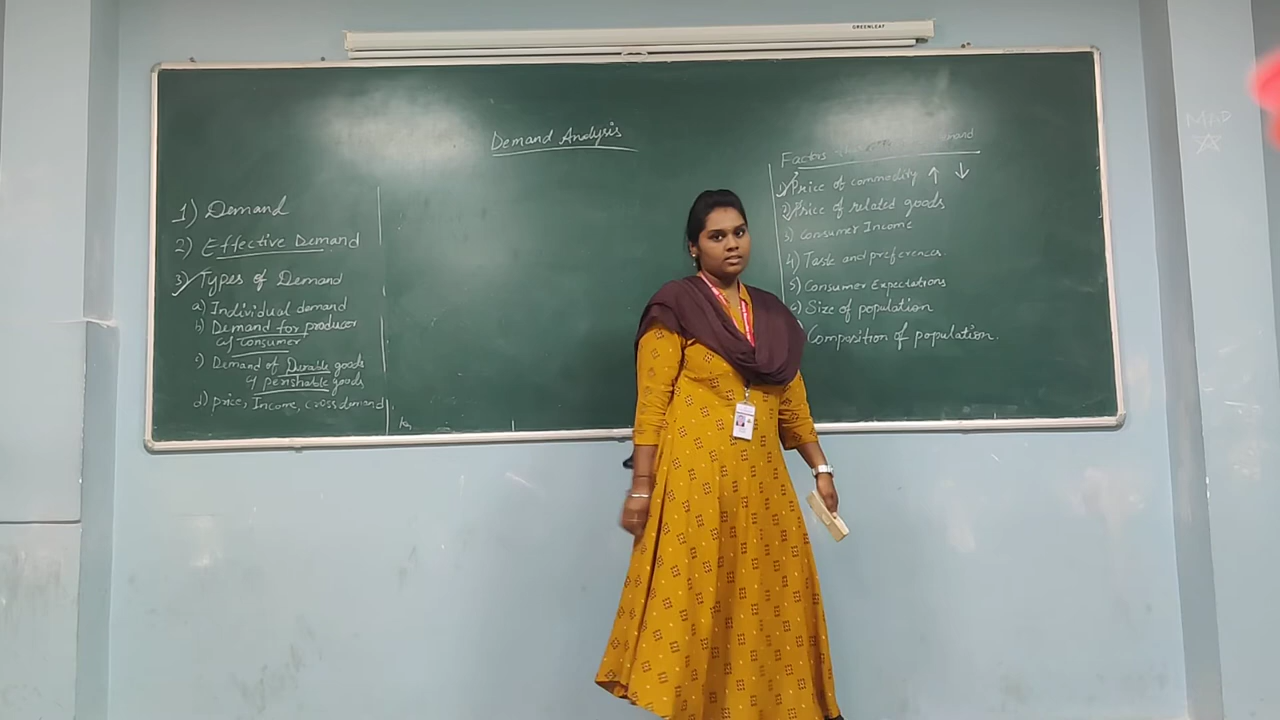 GREENLEAF
Demand Analysis
1) Demand
2) Effective Demand
3) Types of Demand
a) Individual demand
b) Demand for producer
& consumer
c) Demand of Durable goods
& perishable goods
d) price, Income, cross demand
Factors
1) Price of commodity ↑ ↓
2) Price of related goods
3) Consumer Income
4) Taste and preferences.
5) Consumer Expectations
6) Size of population
Composition of population.
MAD